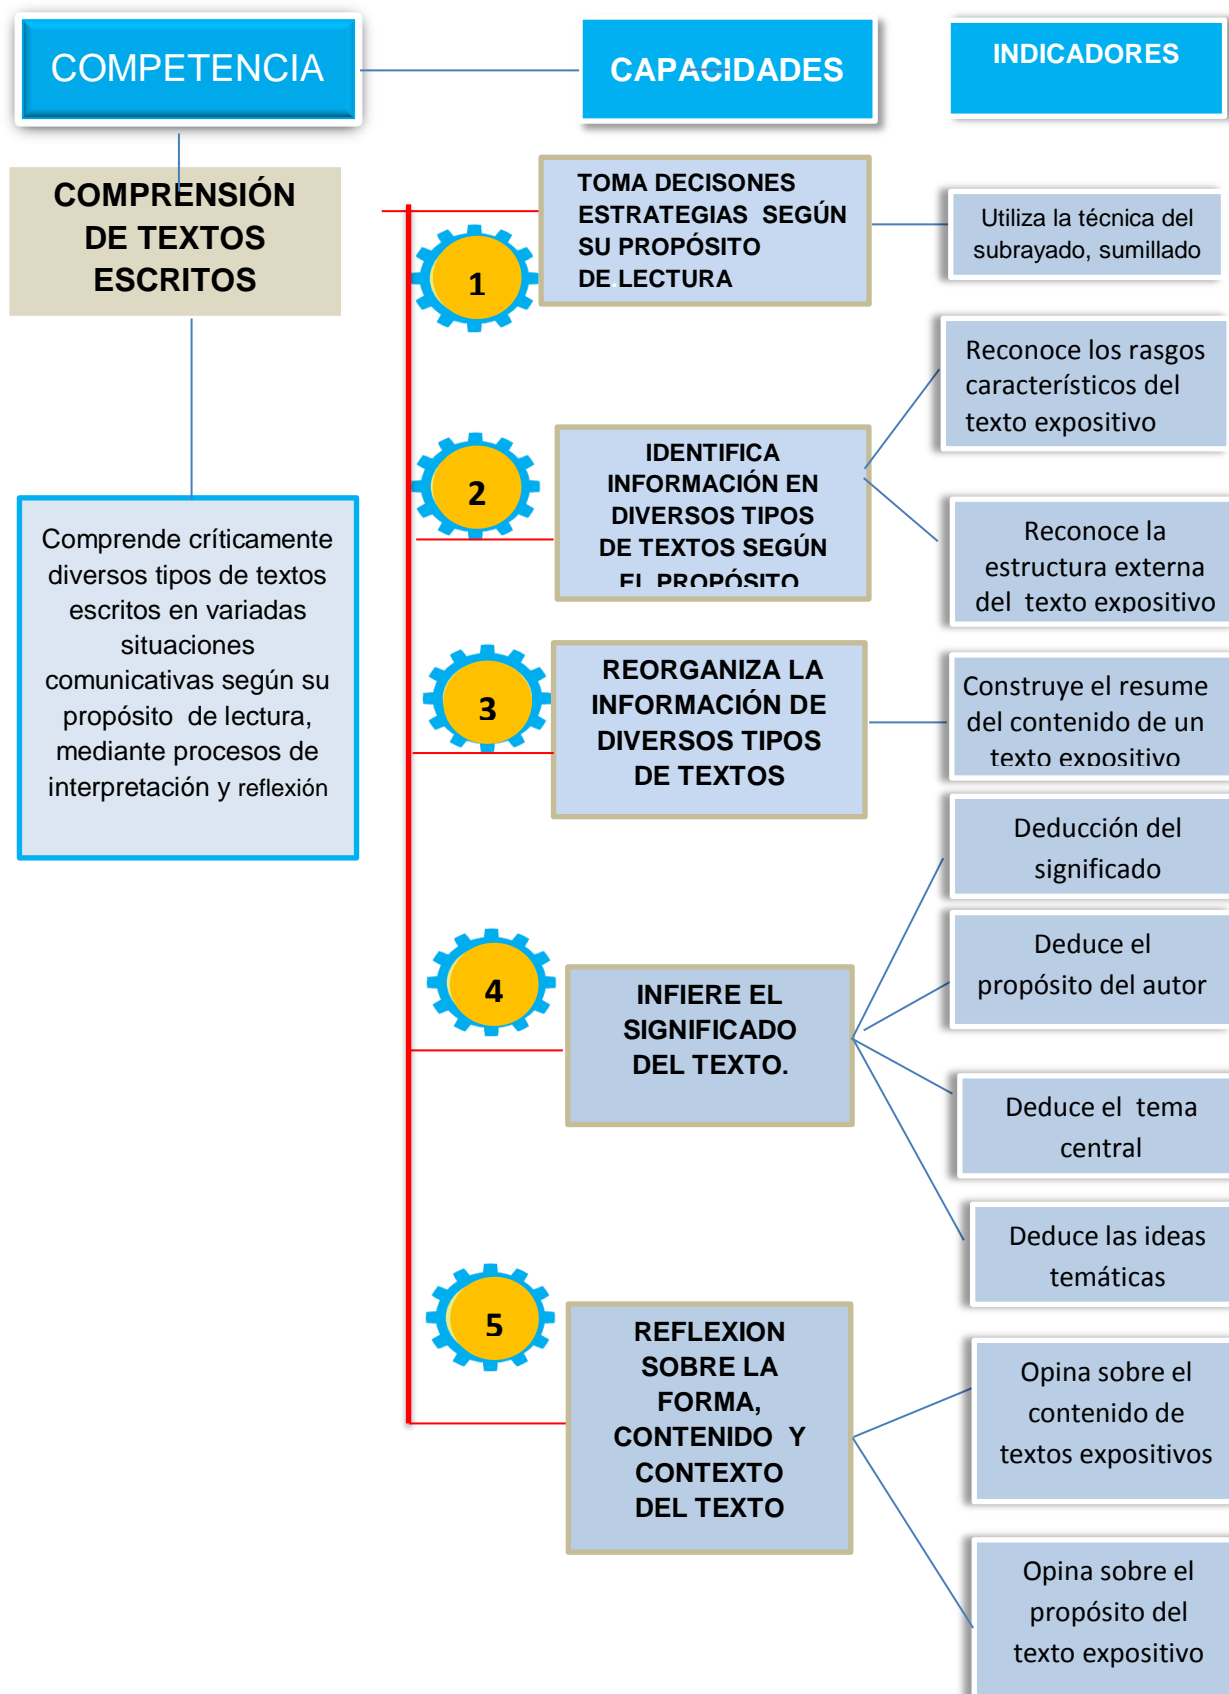 COMPETENCIA
CAPACIDADES
INDICADORES
COMPRENSIÓN
DE TEXTOS
ESCRITOS
Comprende críticamente
diversos tipos de textos
escritos en variadas
situaciones
comunicativas según su
propósito de lectura,
mediante procesos de
interpretación y reflexión
1
TOMA DECISONES
ESTRATEGIAS SEGÚN
SU PROPÓSITO
DE LECTURA
Utiliza la técnica del
subrayado, sumillado
2
IDENTIFICA
INFORMACIÓN EN
DIVERSOS TIPOS
DE TEXTOS SEGÚN
EL PROPÓSITO
Reconoce los rasgos
característicos del
texto expositivo
Reconoce la
estructura externa
del texto expositivo
3
REORGANIZA LA
INFORMACIÓN DE
DIVERSOS TIPOS
DE TEXTOS
Construye el resume
del contenido de un
texto expositivo
4
INFIERE EL
SIGNIFICADO
DEL TEXTO.
Deducción del
significado
Deduce el
propósito del autor
Deduce el tema
central
Deduce las ideas
temáticas
5
REFLEXION
SOBRE LA
FORMA,
CONTENIDO Y
CONTEXTO
DEL TEXTO
Opina sobre el
contenido de
textos expositivos
Opina sobre el
propósito del
texto expositivo